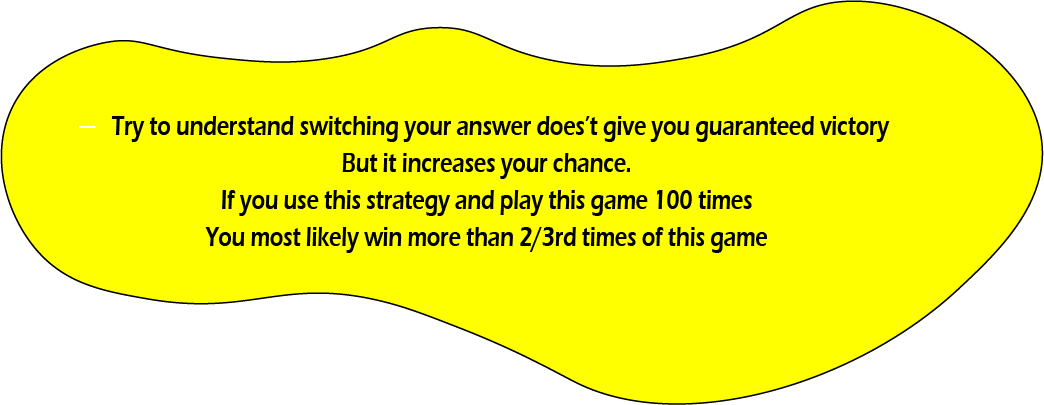 – Try to understand switching your answer does't give you guaranteed victory
But it increases your chance.
If you use this strategy and play this game 100 times
You most likely win more than 2/3rd times of this game